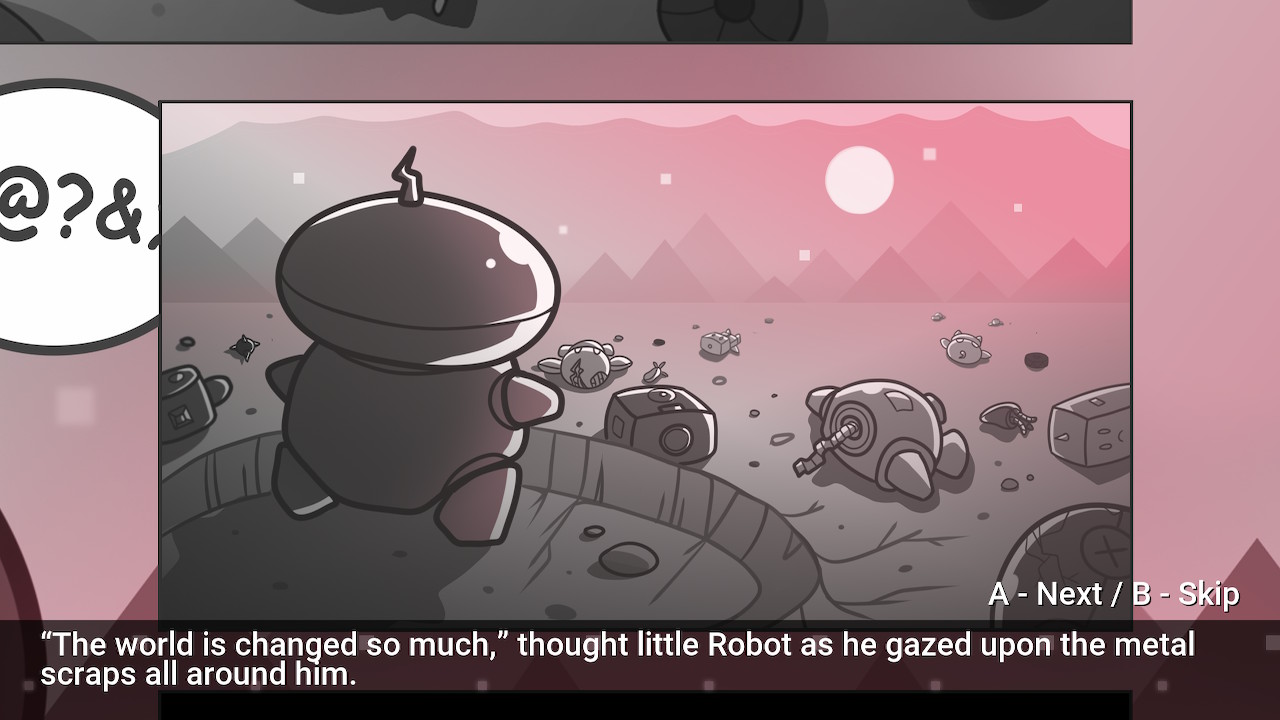 @?&
A - Next / B - Skip
“The world is changed so much,” thought little Robot as he gazed upon the metal
scraps all around him.